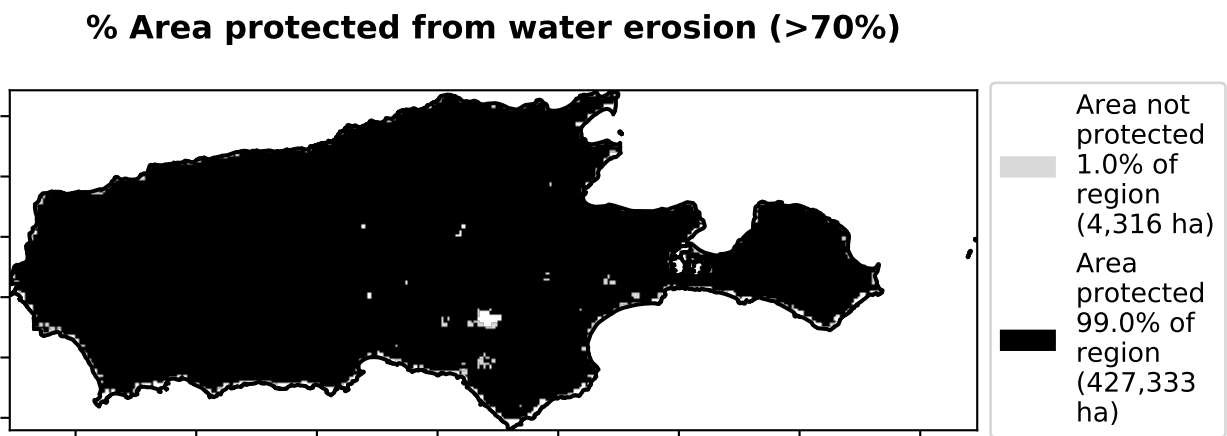 % Area protected from water erosion (>70%)
Area not
protected
1.0% of
region
(4,316 ha)
Area
protected
99.0% of
region
(427,333
ha)